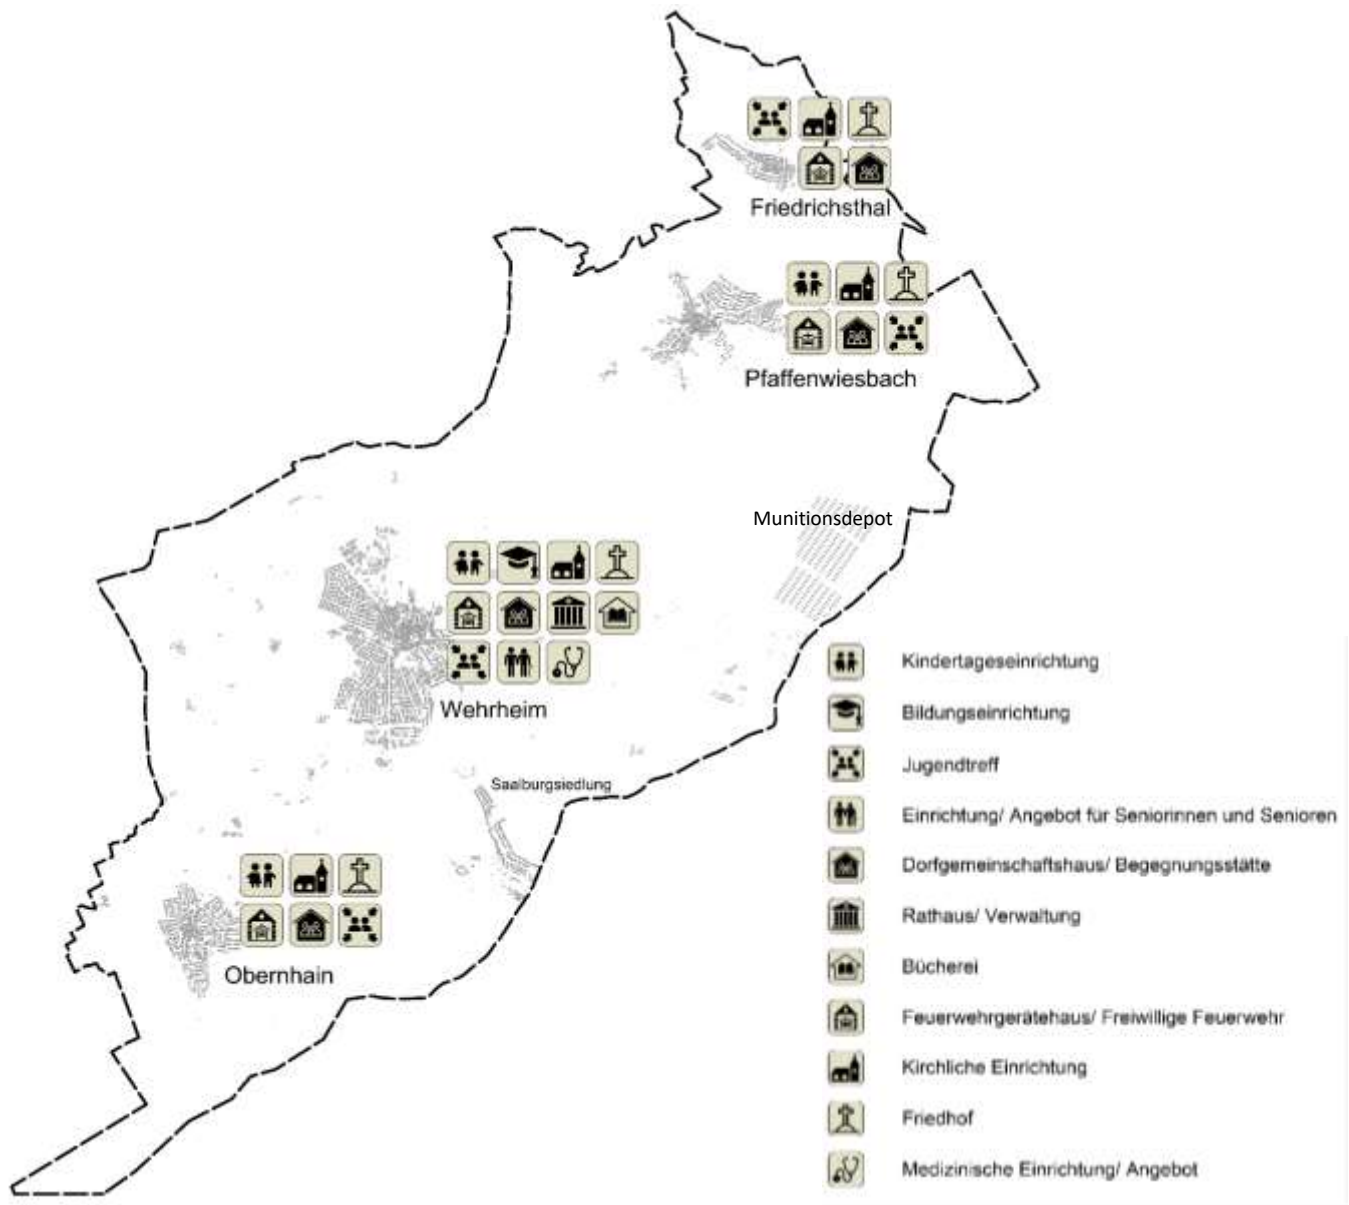 Friedrichsthal
Pfaffenwiesbach
Munitionsdepot
Wehrheim
Saalburgsiedlung
Obernhain
Kindertageseinrichtung
Bildungseinrichtung
Jugendtreff
Einrichtung/ Angebot für Seniorinnen und Senioren
Dorfgemeinschaftshaus/ Begegnungsstätte
Rathaus/ Verwaltung
Bücherei
Feuerwehrgerätehaus/ Freiwillige Feuerwehr
Kirchliche Einrichtung
Friedhof
Medizinische Einrichtung/ Angebot